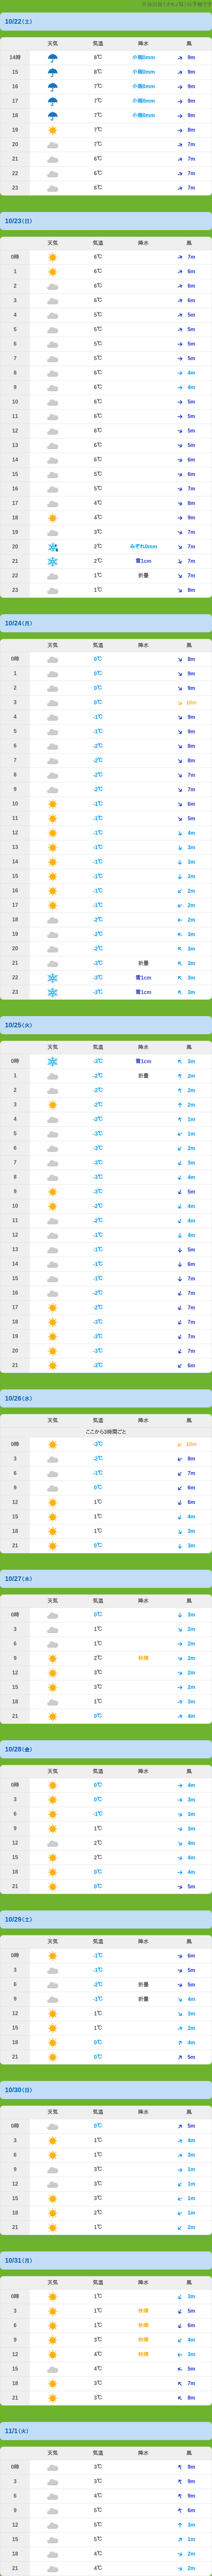 10/22(土)
天気 気温 降水 風
14時 8℃ 小雨0mm 9m
15 8℃ 小雨0mm 9m
16 7℃ 小雨0mm 9m
17 7℃ 小雨0mm 9m
18 7℃ 小雨0mm 9m
19 7℃ 8m
20 7℃ 7m
21 6℃ 7m
22 6℃ 7m
23 6℃ 7m
10/23(日)
天気 気温 降水 風
0時 6℃ 7m
1 6℃ 6m
2 6℃ 6m
3 6℃ 6m
4 5℃ 5m
5 5℃ 5m
6 5℃ 5m
7 5℃ 5m
8 6℃ 4m
9 6℃ 4m
10 6℃ 5m
11 6℃ 5m
12 6℃ 5m
13 6℃ 5m
14 6℃ 6m
15 5℃ 6m
16 5℃ 7m
17 4℃ 8m
18 4℃ 9m
19 3℃ 7m
20 2℃ みぞれ0mm 7m
21 2℃ 雪1cm 7m
22 1℃ 折曇 7m
23 1℃ 8m
10/24(月)
天気 気温 降水 風
0時 0℃ 8m
1 0℃ 9m
2 0℃ 9m
3 0℃ 10m
4 -1℃ 9m
5 -1℃ 9m
6 -2℃ 8m
7 -2℃ 8m
8 -2℃ 7m
9 -2℃ 7m
10 -1℃ 6m
11 -1℃ 5m
12 -1℃ 4m
13 -1℃ 3m
14 -1℃ 3m
15 -1℃ 2m
16 -1℃ 2m
17 -1℃ 2m
18 -2℃ 2m
19 -2℃ 3m
20 -2℃ 3m
21 -3℃ 折曇 3m
22 -3℃ 雪1cm 3m
23 -3℃ 雪1cm 3m
10/25(火)
天気 気温 降水 風
0時 -3℃ 雪1cm 3m
1 -2℃ 折曇 2m
2 -2℃ 2m
3 -2℃ 2m
4 -2℃ 1m
5 -3℃ 1m
6 -3℃ 2m
7 -3℃ 3m
8 -3℃ 4m
9 -3℃ 5m
10 -2℃ 4m
11 -2℃ 4m
12 -1℃ 4m
13 -1℃ 5m
14 -1℃ 6m
15 -1℃ 7m
16 -2℃ 7m
17 -2℃ 7m
18 -3℃ 7m
19 -3℃ 7m
20 -3℃ 7m
21 -3℃ 6m
10/26(水)
天気 気温 降水 風
ここから3時間ごと
0時 -3℃ 10m
3 -2℃ 8m
6 -1℃ 7m
9 0℃ 6m
12 1℃ 6m
15 1℃ 4m
18 1℃ 3m
21 0℃ 3m
10/27(木)
天気 気温 降水 風
0時 0℃ 3m
3 1℃ 2m
6 1℃ 2m
9 2℃ 快晴 2m
12 3℃ 2m
15 3℃ 2m
18 1℃ 3m
21 0℃ 4m
10/28(金)
天気 気温 降水 風
0時 0℃ 4m
3 0℃ 3m
6 -1℃ 3m
9 1℃ 3m
12 2℃ 4m
15 2℃ 4m
18 0℃ 4m
21 0℃ 5m
10/29(土)
天気 気温 降水 風
0時 -1℃ 6m
3 -1℃ 5m
6 -2℃ 折曇 5m
9 -1℃ 折曇 4m
12 1℃ 3m
15 1℃ 2m
18 0℃ 4m
21 0℃ 5m
10/30(日)
天気 気温 降水 風
0時 0℃ 5m
3 1℃ 4m
6 1℃ 3m
9 3℃ 1m
12 3℃ 1m
15 3℃ 1m
18 2℃ 1m
21 1℃ 2m
10/31(月)
天気 気温 降水 風
0時 1℃ 3m
3 1℃ 快晴 5m
6 1℃ 快晴 6m
9 3℃ 快晴 4m
12 4℃ 快晴 3m
15 4℃ 5m
18 3℃ 7m
21 3℃ 8m
11/1(火)
天気 気温 降水 風
0時 3℃ 9m
3 3℃ 9m
6 4℃ 9m
9 5℃ 6m
12 5℃ 3m
15 5℃ 1m
18 4℃ 2m
21 4℃ 2m